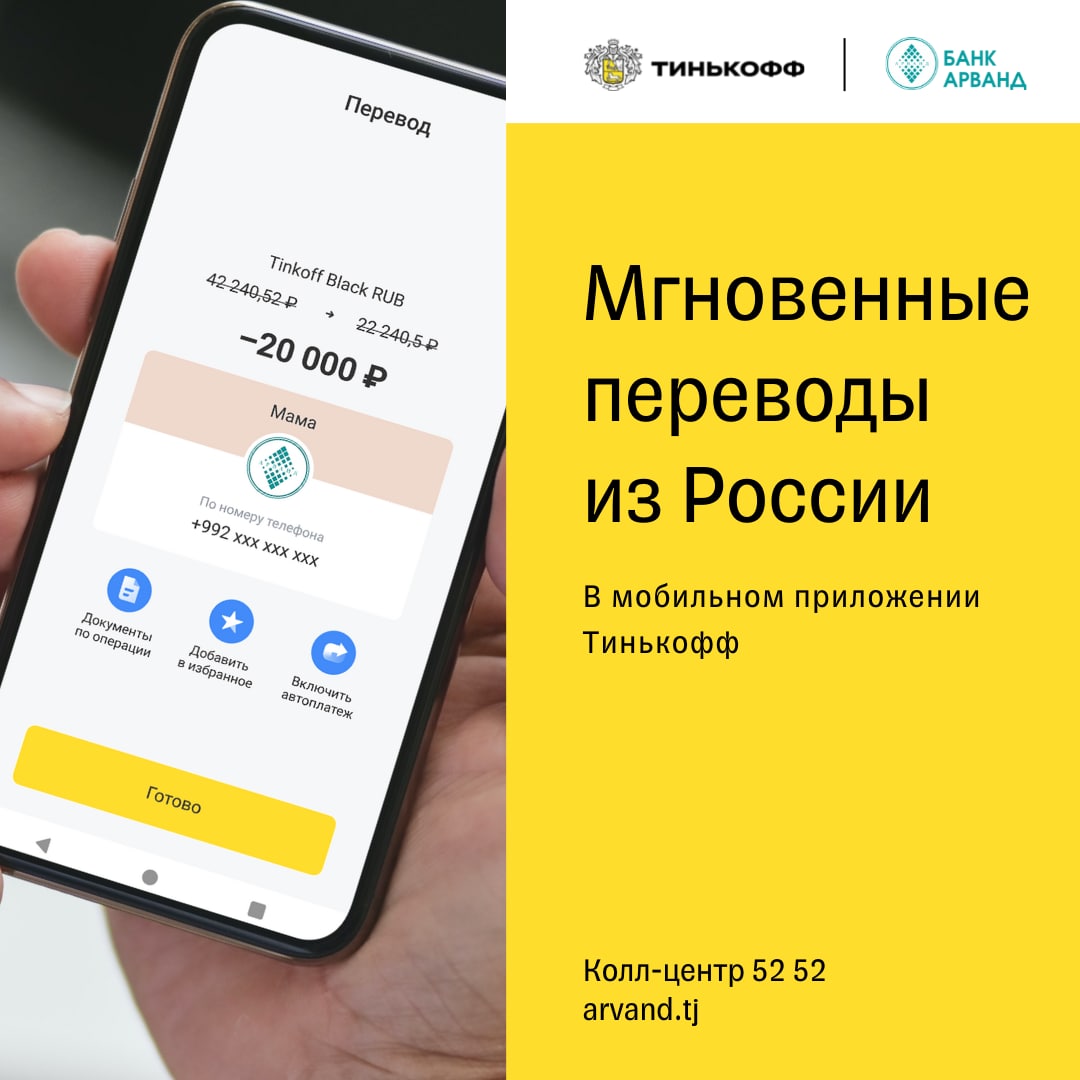 Перевод
Tinkoff Black RUB
42 240,52 ₽ → 22 240,5 ₽
−20 000 ₽
Мама
По номеру телефона
+992 xxx xxx xxx
Документы
по операции
Добавить
в избранное
Включить
автоплатеж
Готово
ТИНЬКОФФ
БАНК
АРВАНД
Мгновенные
переводы
из России
В мобильном приложении
Тинькофф
Колл-центр 52 52
arvand.tj